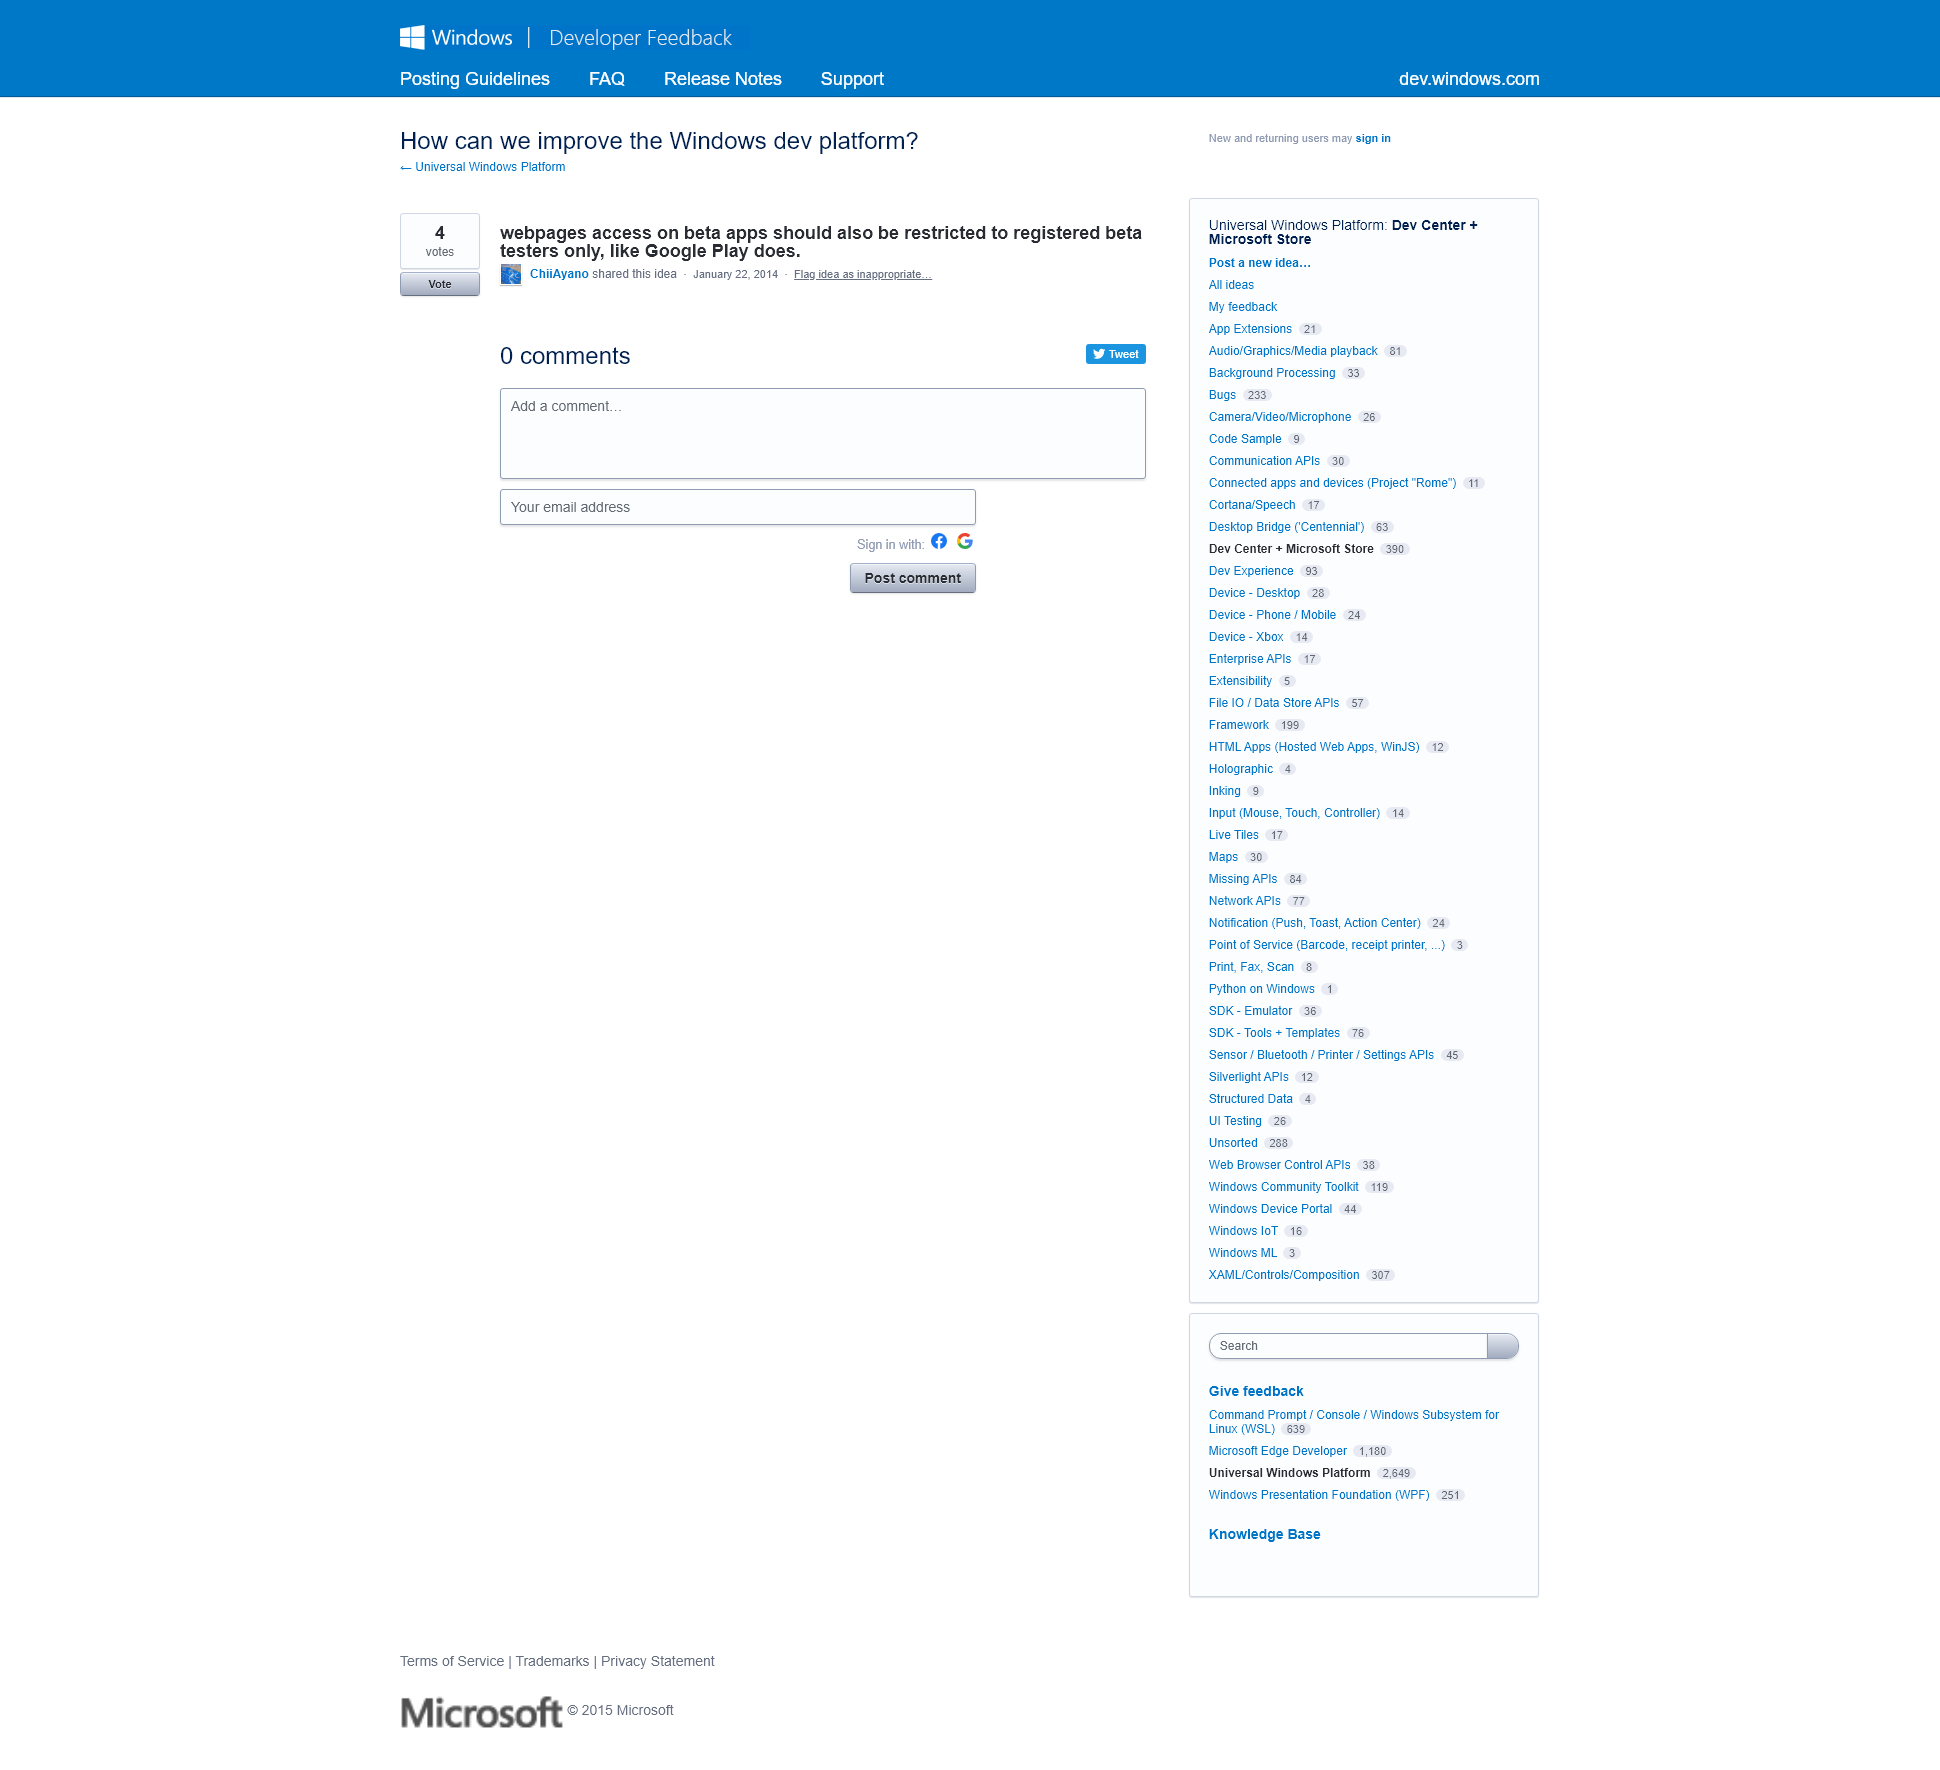 Windows | Developer Feedback
Posting Guidelines FAQ Release Notes Support dev.windows.com
How can we improve the Windows dev platform?
← Universal Windows Platform
New and returning users may sign in
4
votes
Vote
webpages access on beta apps should also be restricted to registered beta
testers only, like Google Play does.
ChiiAyano shared this idea · January 22, 2014 · Flag idea as inappropriate…
0 comments
Tweet
Add a comment…
Your email address
Sign in with:
Post comment
Universal Windows Platform: Dev Center +
Microsoft Store
Post a new idea…
All ideas
My feedback
App Extensions 21
Audio/Graphics/Media playback 81
Background Processing 33
Bugs 233
Camera/Video/Microphone 26
Code Sample 9
Communication APIs 30
Connected apps and devices (Project "Rome") 11
Cortana/Speech 17
Desktop Bridge ('Centennial') 63
Dev Center + Microsoft Store 390
Dev Experience 93
Device - Desktop 28
Device - Phone / Mobile 24
Device - Xbox 14
Enterprise APIs 17
Extensibility 5
File IO / Data Store APIs 57
Framework 199
HTML Apps (Hosted Web Apps, WinJS) 12
Holographic 4
Inking 9
Input (Mouse, Touch, Controller) 14
Live Tiles 17
Maps 30
Missing APIs 84
Network APIs 77
Notification (Push, Toast, Action Center) 24
Point of Service (Barcode, receipt printer, ...) 3
Print, Fax, Scan 8
Python on Windows 1
SDK - Emulator 36
SDK - Tools + Templates 76
Sensor / Bluetooth / Printer / Settings APIs 45
Silverlight APIs 12
Structured Data 4
UI Testing 26
Unsorted 288
Web Browser Control APIs 38
Windows Community Toolkit 119
Windows Device Portal 44
Windows IoT 16
Windows ML 3
XAML/Controls/Composition 307
Search
Give feedback
Command Prompt / Console / Windows Subsystem for
Linux (WSL) 639
Microsoft Edge Developer 1,180
Universal Windows Platform 2,649
Windows Presentation Foundation (WPF) 251
Knowledge Base
Terms of Service | Trademarks | Privacy Statement
Microsoft © 2015 Microsoft